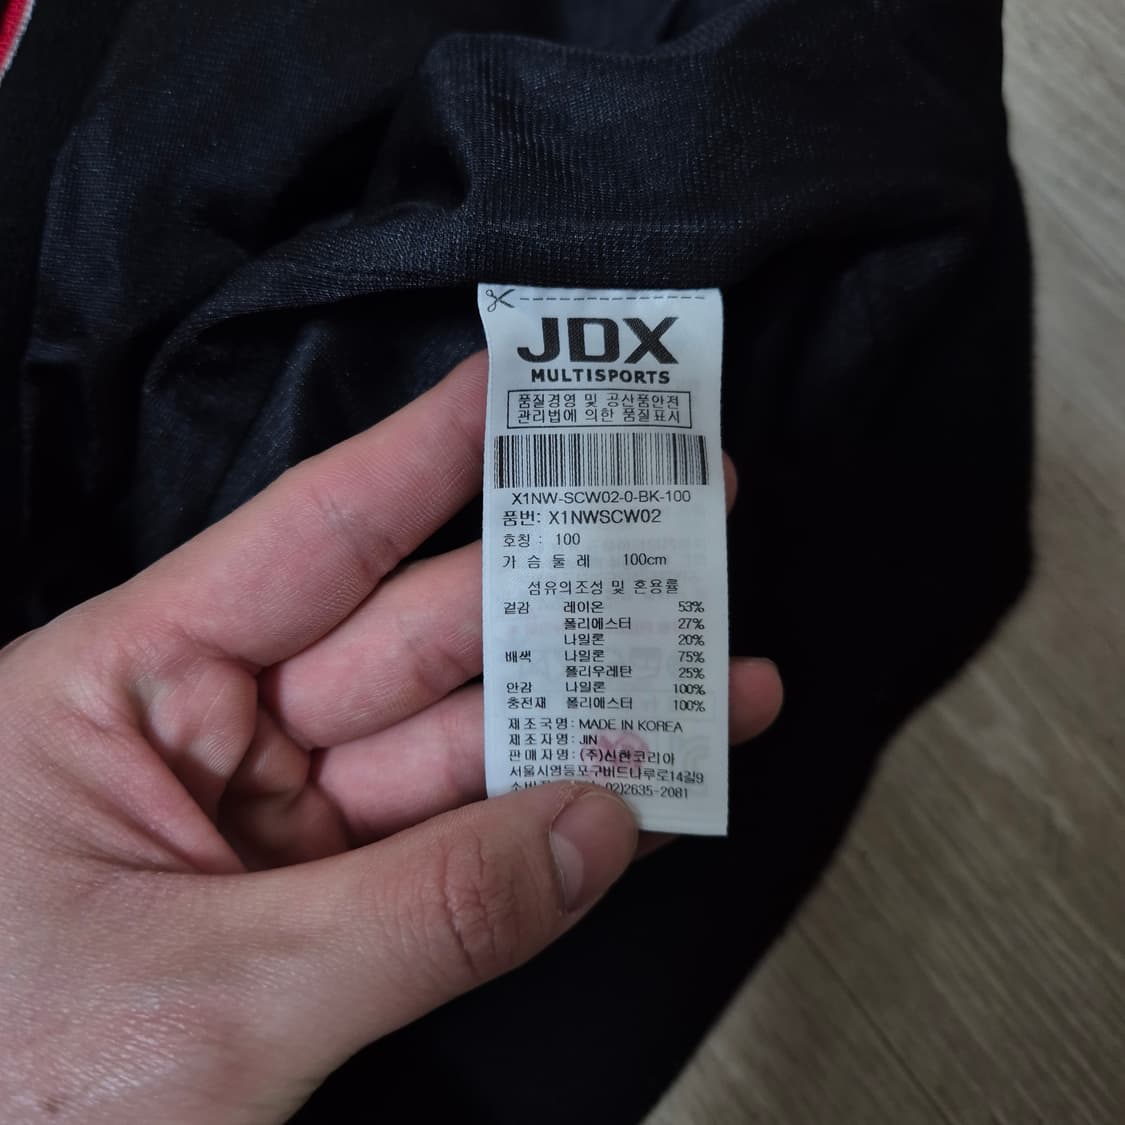 JDX
MULTISPORTS
품질경영 및 공산품안전
관리법에 의한 품질표시
X1NW-SCW02-0-BK-100
품번: X1NWSCW02
호칭 : 100
가 슴 둘 레 100cm
섬유의조성 및 혼용률
겉감 레이온 53%
폴리에스터 27%
나일론 20%
배색 나일론 75%
폴리우레탄 25%
안감 나일론 100%
충전재 폴리에스터 100%
제조국명: MADE IN KOREA
제조자명: JIN
판매자명: (주)신한코리아
서울시영등포구버드나루로14길9
02)2635-2081